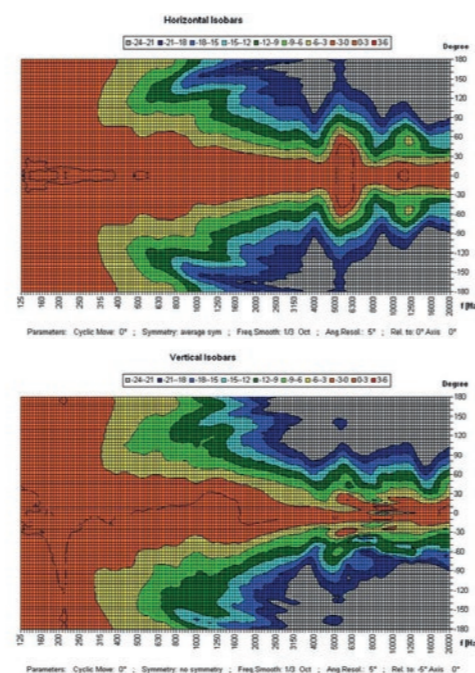 Horizontal Isobars
-24--21 -21--18 -18--15 -15--12 -12--9 -9--6 -6--3 -3-0 0-3 3-6
Degree
180
120
90
60
30
0
-30
-60
-90
-120
-180
125 160 200 250 315 400 500 630 800 1000 1250 1600 2000 2500 3150 4000 5000 6300 8000 10000 12000 16000 20000
f [Hz]
Parameters: Cyclic Move: 0° ; Symmetry: average sym ; Freq.Smooth: 1/3 Oct ; Ang.Resol.: 5° ; Rel. to: 0° Axis 0°
Vertical Isobars
-24--21 -21--18 -18--15 -15--12 -12--9 -9--6 -6--3 -3-0 0-3 3-6
Degree
180
120
90
60
30
0
-30
-60
-90
-120
-180
125 160 200 250 315 400 500 630 800 1000 1250 1600 2000 2500 3150 4000 5000 6300 8000 10000 12000 16000 20000
f [Hz]
Parameters: Cyclic Move: 0° ; Symmetry: no symmetry ; Freq.Smooth: 1/3 Oct ; Ang.Resol.: 5° ; Rel. to: -5° Axis 0°